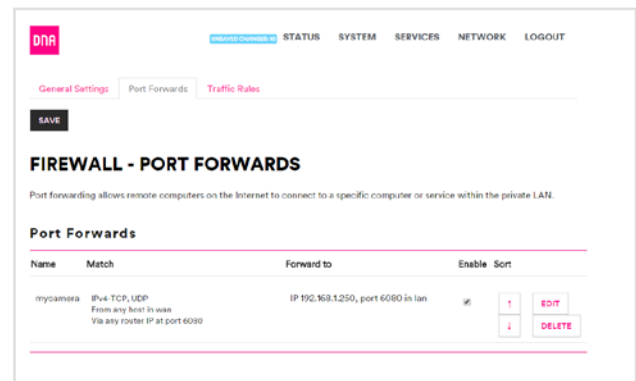 DNA
UNSAVED CHANGES: 10 STATUS SYSTEM SERVICES NETWORK LOGOUT
General Settings Port Forwards Traffic Rules
SAVE
FIREWALL - PORT FORWARDS
Port forwarding allows remote computers on the Internet to connect to a specific computer or service within the private LAN.
Port Forwards
Name Match Forward to Enable Sort
mycamera IPv4-TCP, UDP IP 192.168.1.250, port 6080 in lan ↑ EDIT
From any host in wan
Via any router IP at port 6080 ↓ DELETE